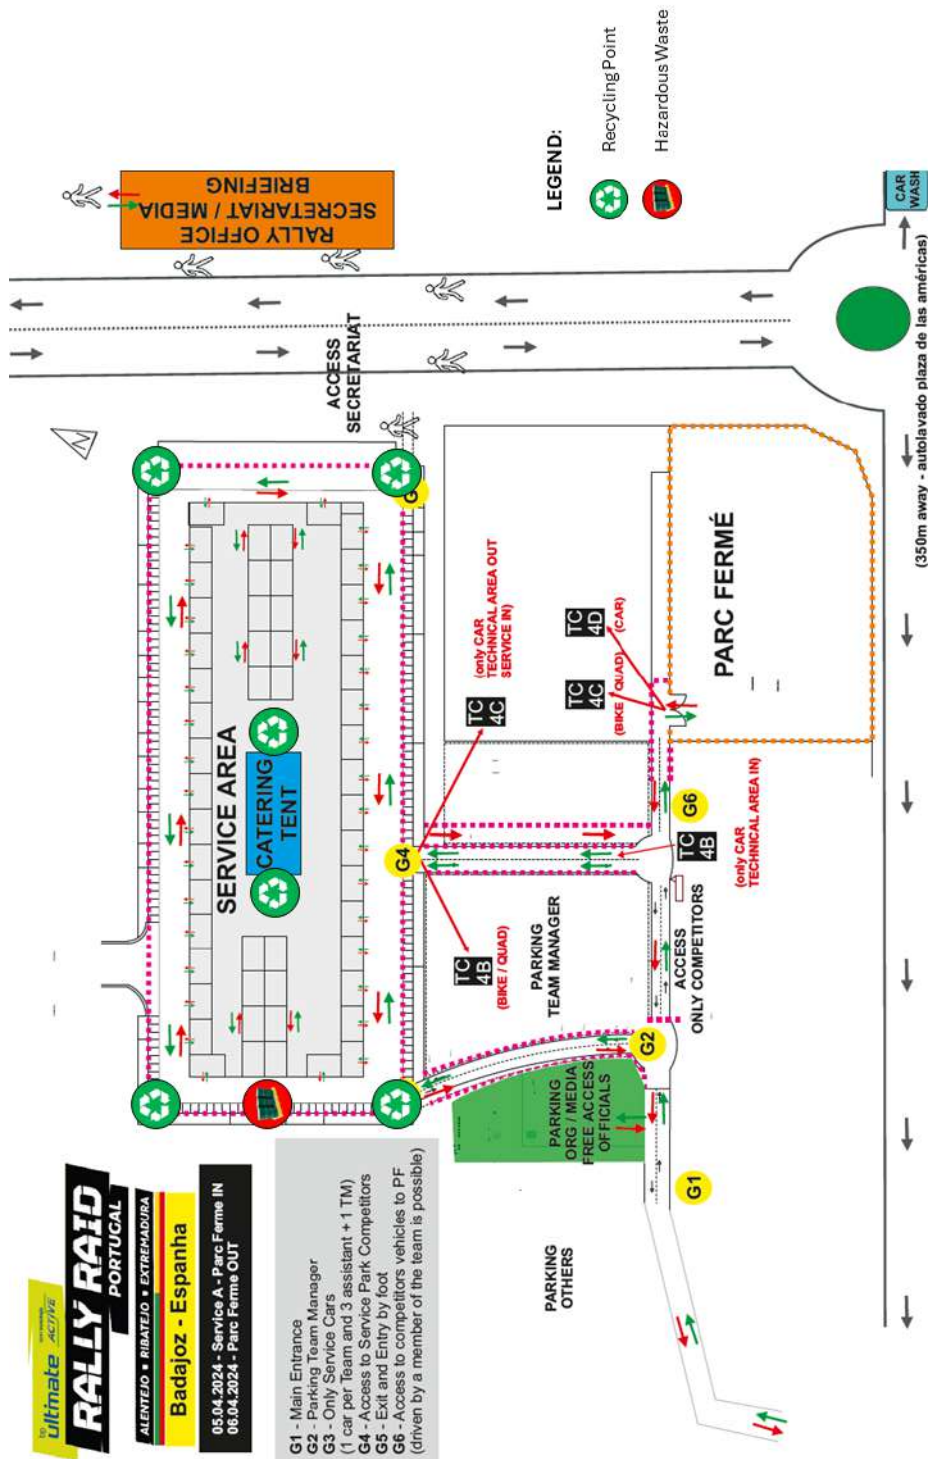 bp
ultimate
ACTIVE
RALLY RAID
PORTUGAL
ALENTEJO ▪ RIBATEJO ▪ EXTREMADURA
Badajoz - Espanha
05.04.2024 - Service A - Parc Ferme IN
06.04.2024 - Parc Ferme OUT
G1 - Main Entrance
G2 - Parking Team Manager
G3 - Only Service Cars
(1 car per Team and 3 assistant + 1 TM)
G4 - Access to Service Park Competitors
G5 - Exit and Entry by foot
G6 - Access to competitors vehicles to PF
(driven by a member of the team is possible)
SERVICE AREA
CATERING
TENT
N
ACCESS
SECRETARIAT
RALLY OFFICE
SECRETARIAT / MEDIA
BRIEFING
LEGEND:
Recycling Point
Hazardous Waste
G
G4
TC
4B
(BIKE / QUAD)
TC
4C
(only CAR
TECHNICAL AREA OUT
SERVICE IN)
PARKING
TEAM MANAGER
PARKING
ORG / MEDIA
FREE ACCESS
OFFICIALS
G2
G1
PARKING
OTHERS
ACCESS
ONLY COMPETITORS
TC
4B
(only CAR
TECHNICAL AREA IN)
G6
TC
4C
(BIKE QUAD)
TC
4D
(CAR)
PARC FERMÉ
CAR
WASH
(350m away - autolavado plaza de las américas)